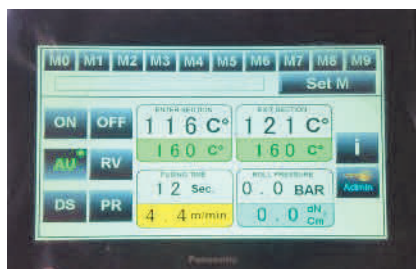 M0 M1 M2 M3 M4 M5 M6 M7 M8 M9
Set M
ON OFF
ENTER SECTION
116 C°
160 C°
EXIT SECTION
121 C°
160 C°
i
AU RV
FUSING TIME
12 Sec.
4.4 m/min
ROLL PRESSURE
0.0 BAR
0.0 dN/Cm
Admin
DS PR
Panasonic